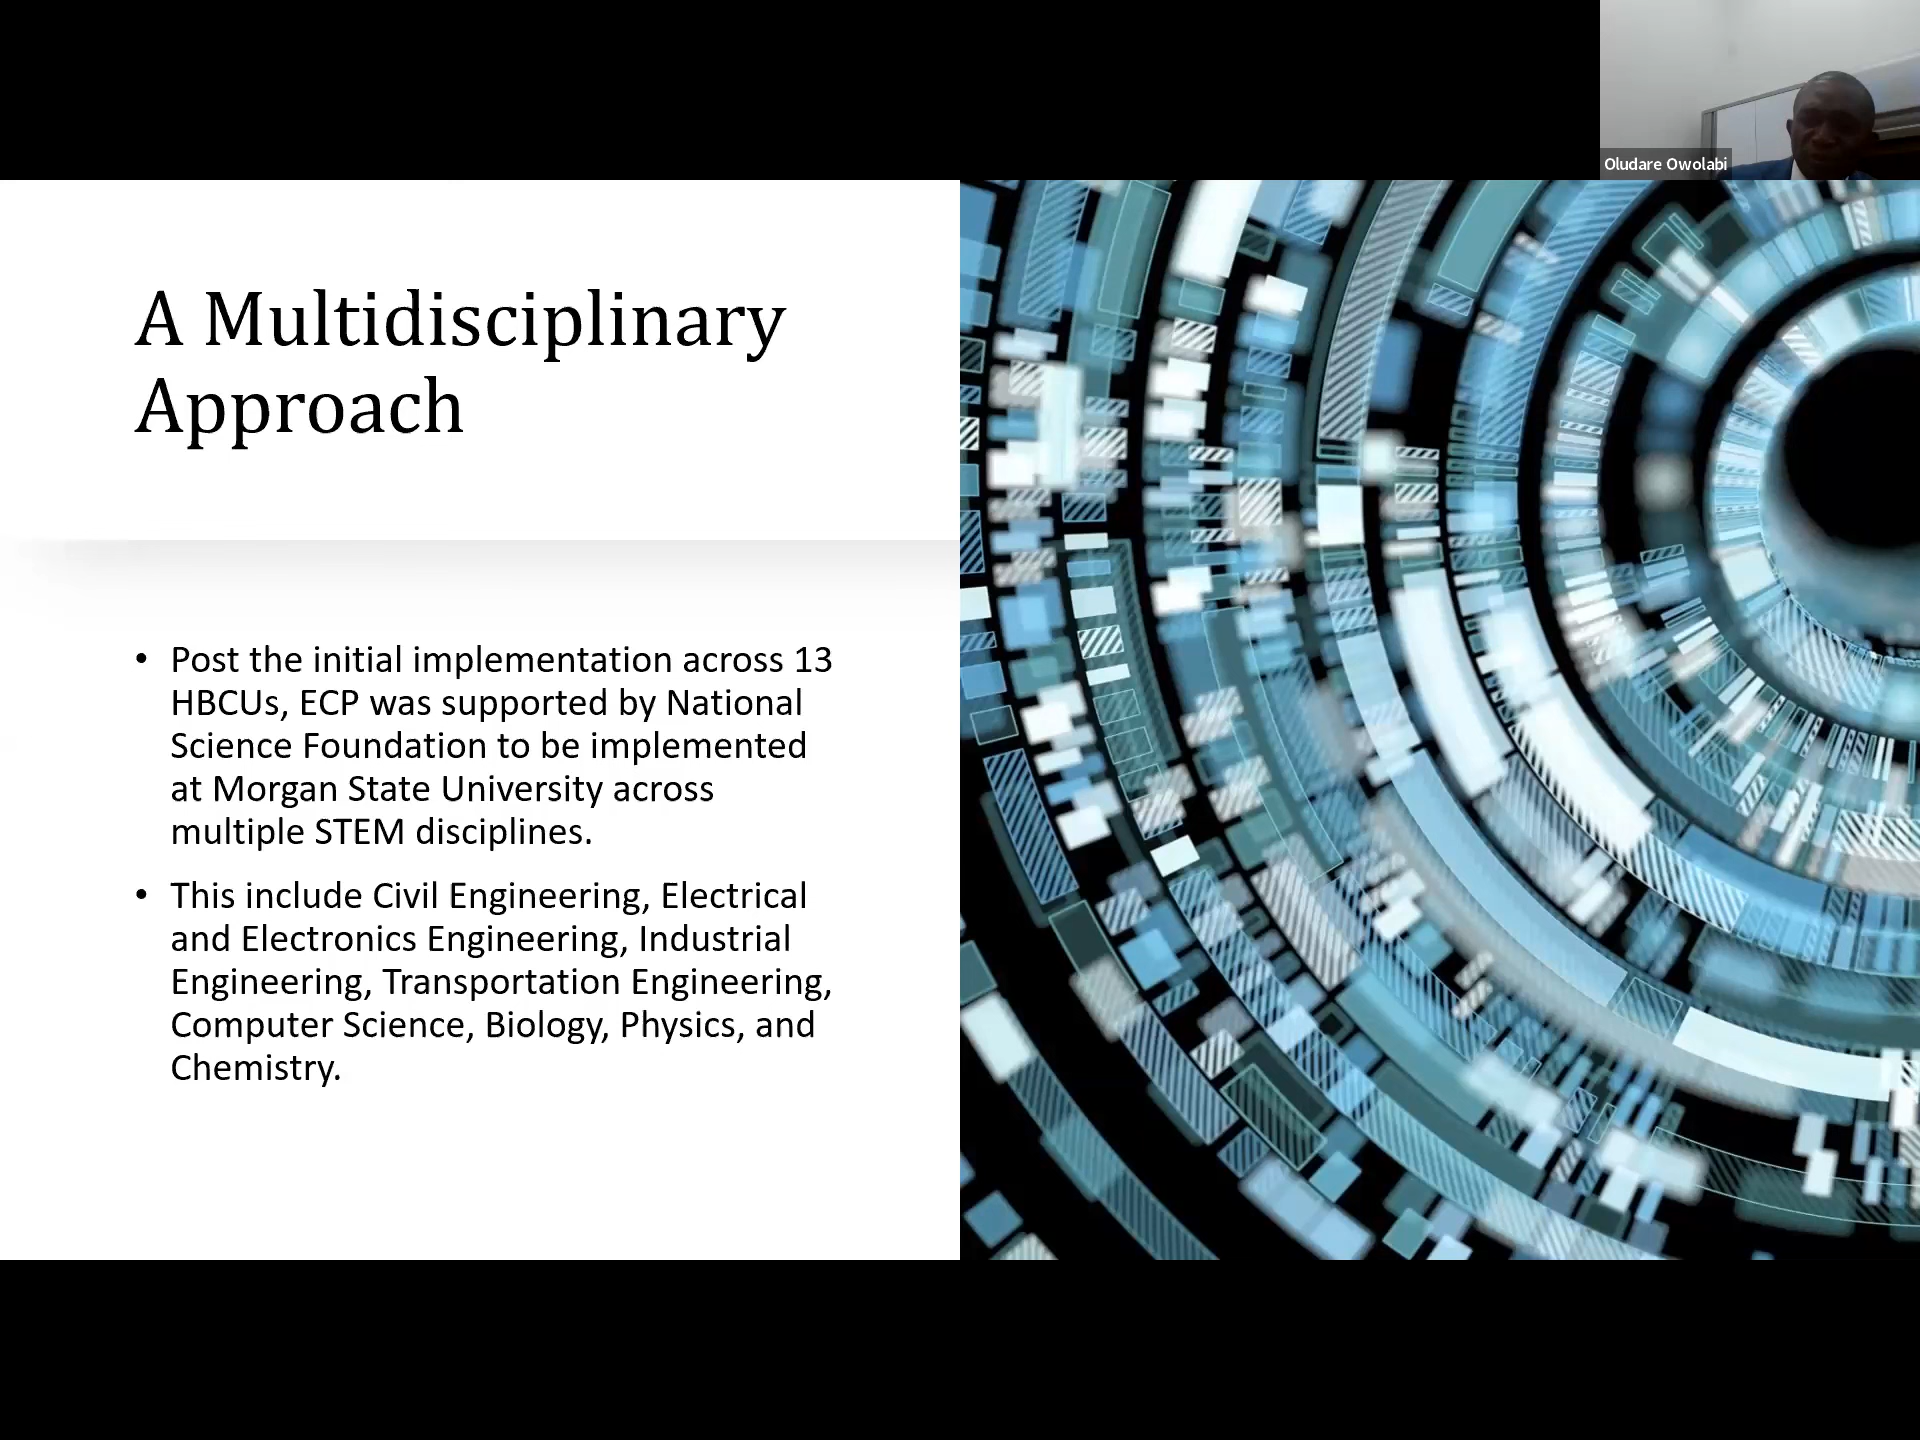 Oludare Owolabi
A Multidisciplinary
Approach
• Post the initial implementation across 13
HBCUs, ECP was supported by National
Science Foundation to be implemented
at Morgan State University across
multiple STEM disciplines.
• This include Civil Engineering, Electrical
and Electronics Engineering, Industrial
Engineering, Transportation Engineering,
Computer Science, Biology, Physics, and
Chemistry.